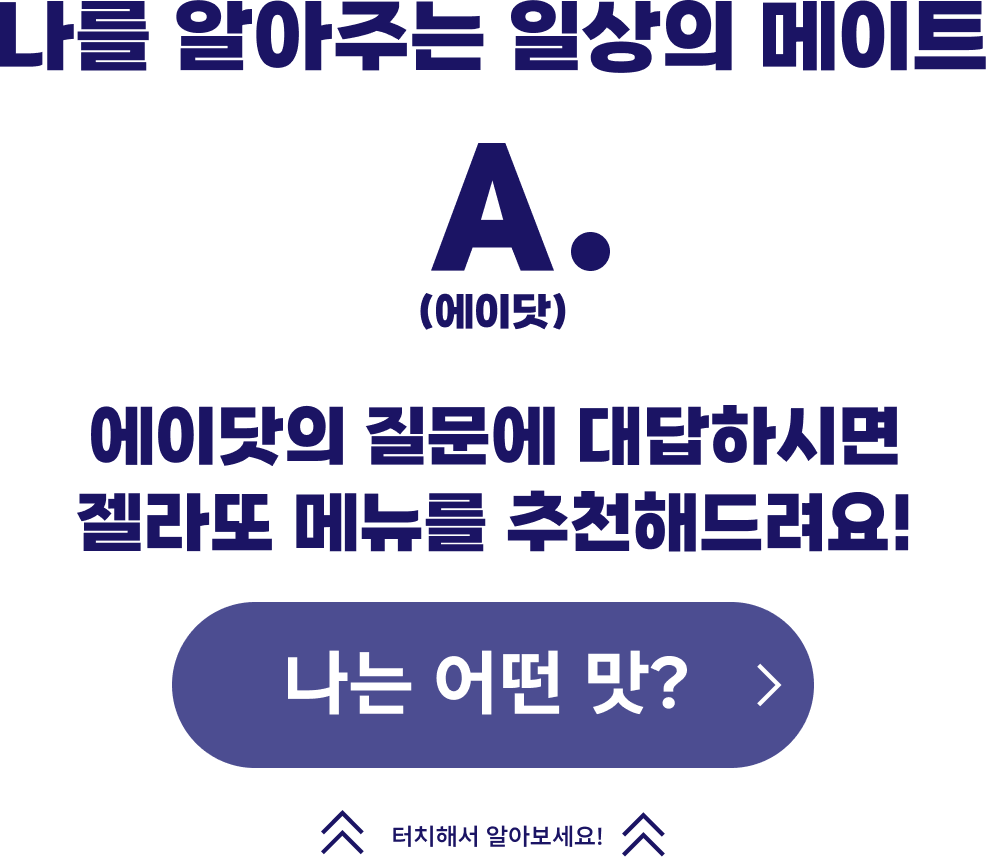 나를 알아주는 일상의 메이트
A.
(에이닷)
에이닷의 질문에 대답하시면
젤라또 메뉴를 추천해드려요!
나는 어떤 맛?
터치해서 알아보세요!